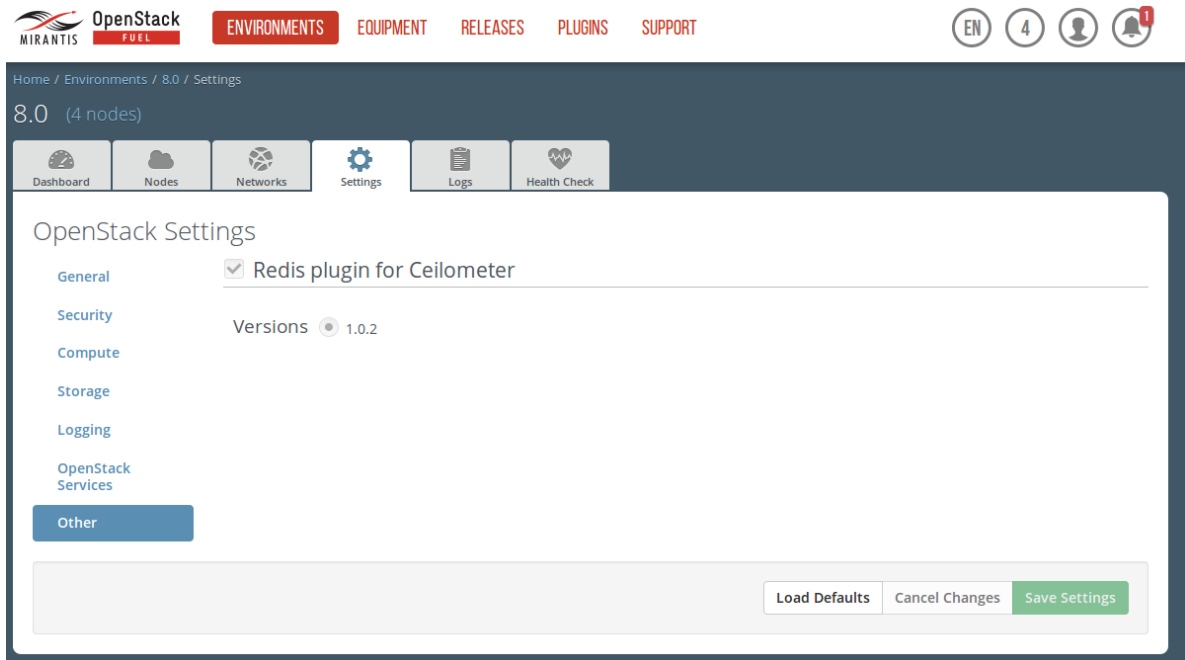 MIRANTIS
OpenStack
FUEL
ENVIRONMENTS EQUIPMENT RELEASES PLUGINS SUPPORT
EN 4 1
Home / Environments / 8.0 / Settings
8.0 (4 nodes)
Dashboard Nodes Networks Settings Logs Health Check
OpenStack Settings
General
Security
Compute
Storage
Logging
OpenStack
Services
Other
Redis plugin for Ceilometer
Versions 1.0.2
Load Defaults Cancel Changes Save Settings